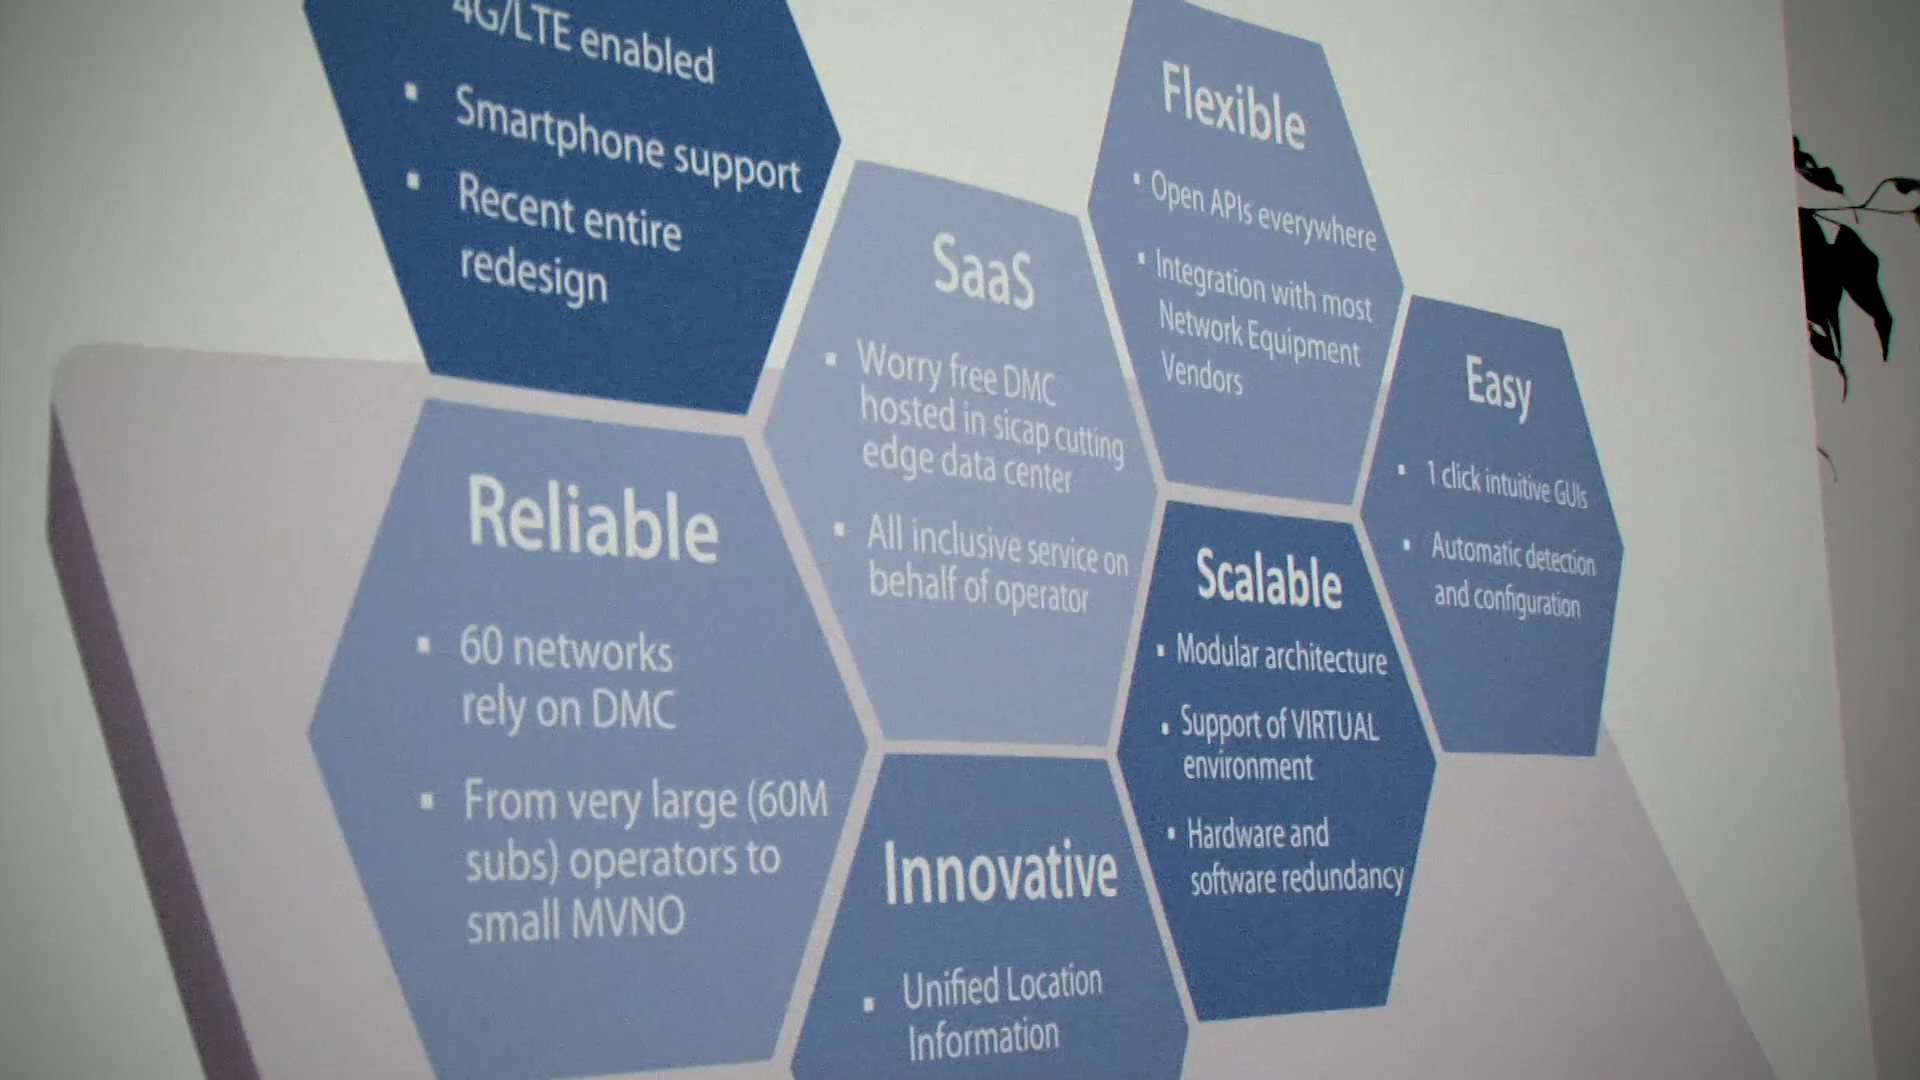 4G/LTE enabled
▪ Smartphone support
▪ Recent entire
redesign
Reliable
▪ 60 networks
rely on DMC
▪ From very large (60M
subs) operators to
small MVNO
SaaS
▪ Worry free DMC
hosted in sicap cutting
edge data center
▪ All inclusive service on
behalf of operator
Innovative
▪ Unified Location
Information
Flexible
▪ Open APIs everywhere
▪ Integration with most
Network Equipment
Vendors
Scalable
▪ Modular architecture
▪ Support of VIRTUAL
environment
▪ Hardware and
software redundancy
Easy
▪ 1 click intuitive GUIs
▪ Automatic detection
and configuration